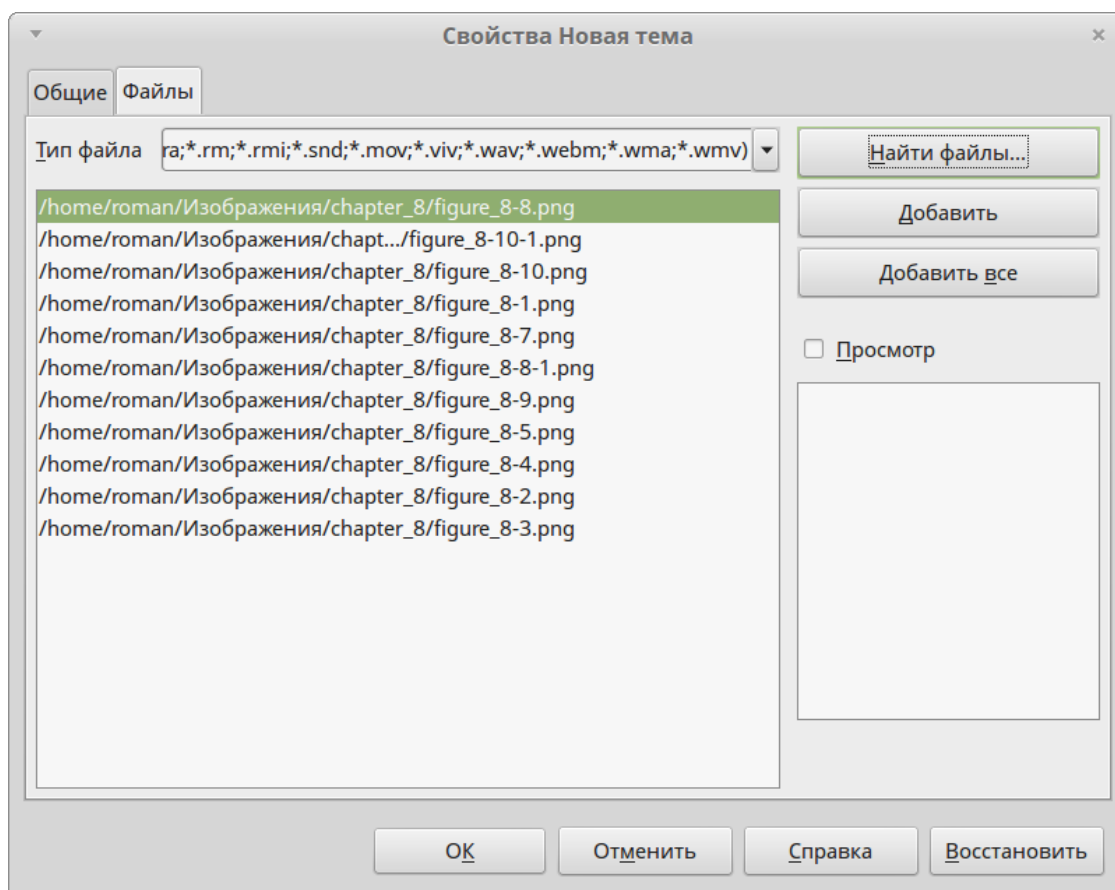 Свойства Новая тема
Общие Файлы
Тип файла ra;*.rm;*.rmi;*.snd;*.mov;*.viv;*.wav;*.webm;*.wma;*.wmv)
Найти файлы...
/home/roman/Изображения/chapter_8/figure_8-8.png
/home/roman/Изображения/chapt.../figure_8-10-1.png
/home/roman/Изображения/chapter_8/figure_8-10.png
/home/roman/Изображения/chapter_8/figure_8-1.png
/home/roman/Изображения/chapter_8/figure_8-7.png
/home/roman/Изображения/chapter_8/figure_8-8-1.png
/home/roman/Изображения/chapter_8/figure_8-9.png
/home/roman/Изображения/chapter_8/figure_8-5.png
/home/roman/Изображения/chapter_8/figure_8-4.png
/home/roman/Изображения/chapter_8/figure_8-2.png
/home/roman/Изображения/chapter_8/figure_8-3.png
Добавить
Добавить все
Просмотр
ОК Отменить Справка Восстановить